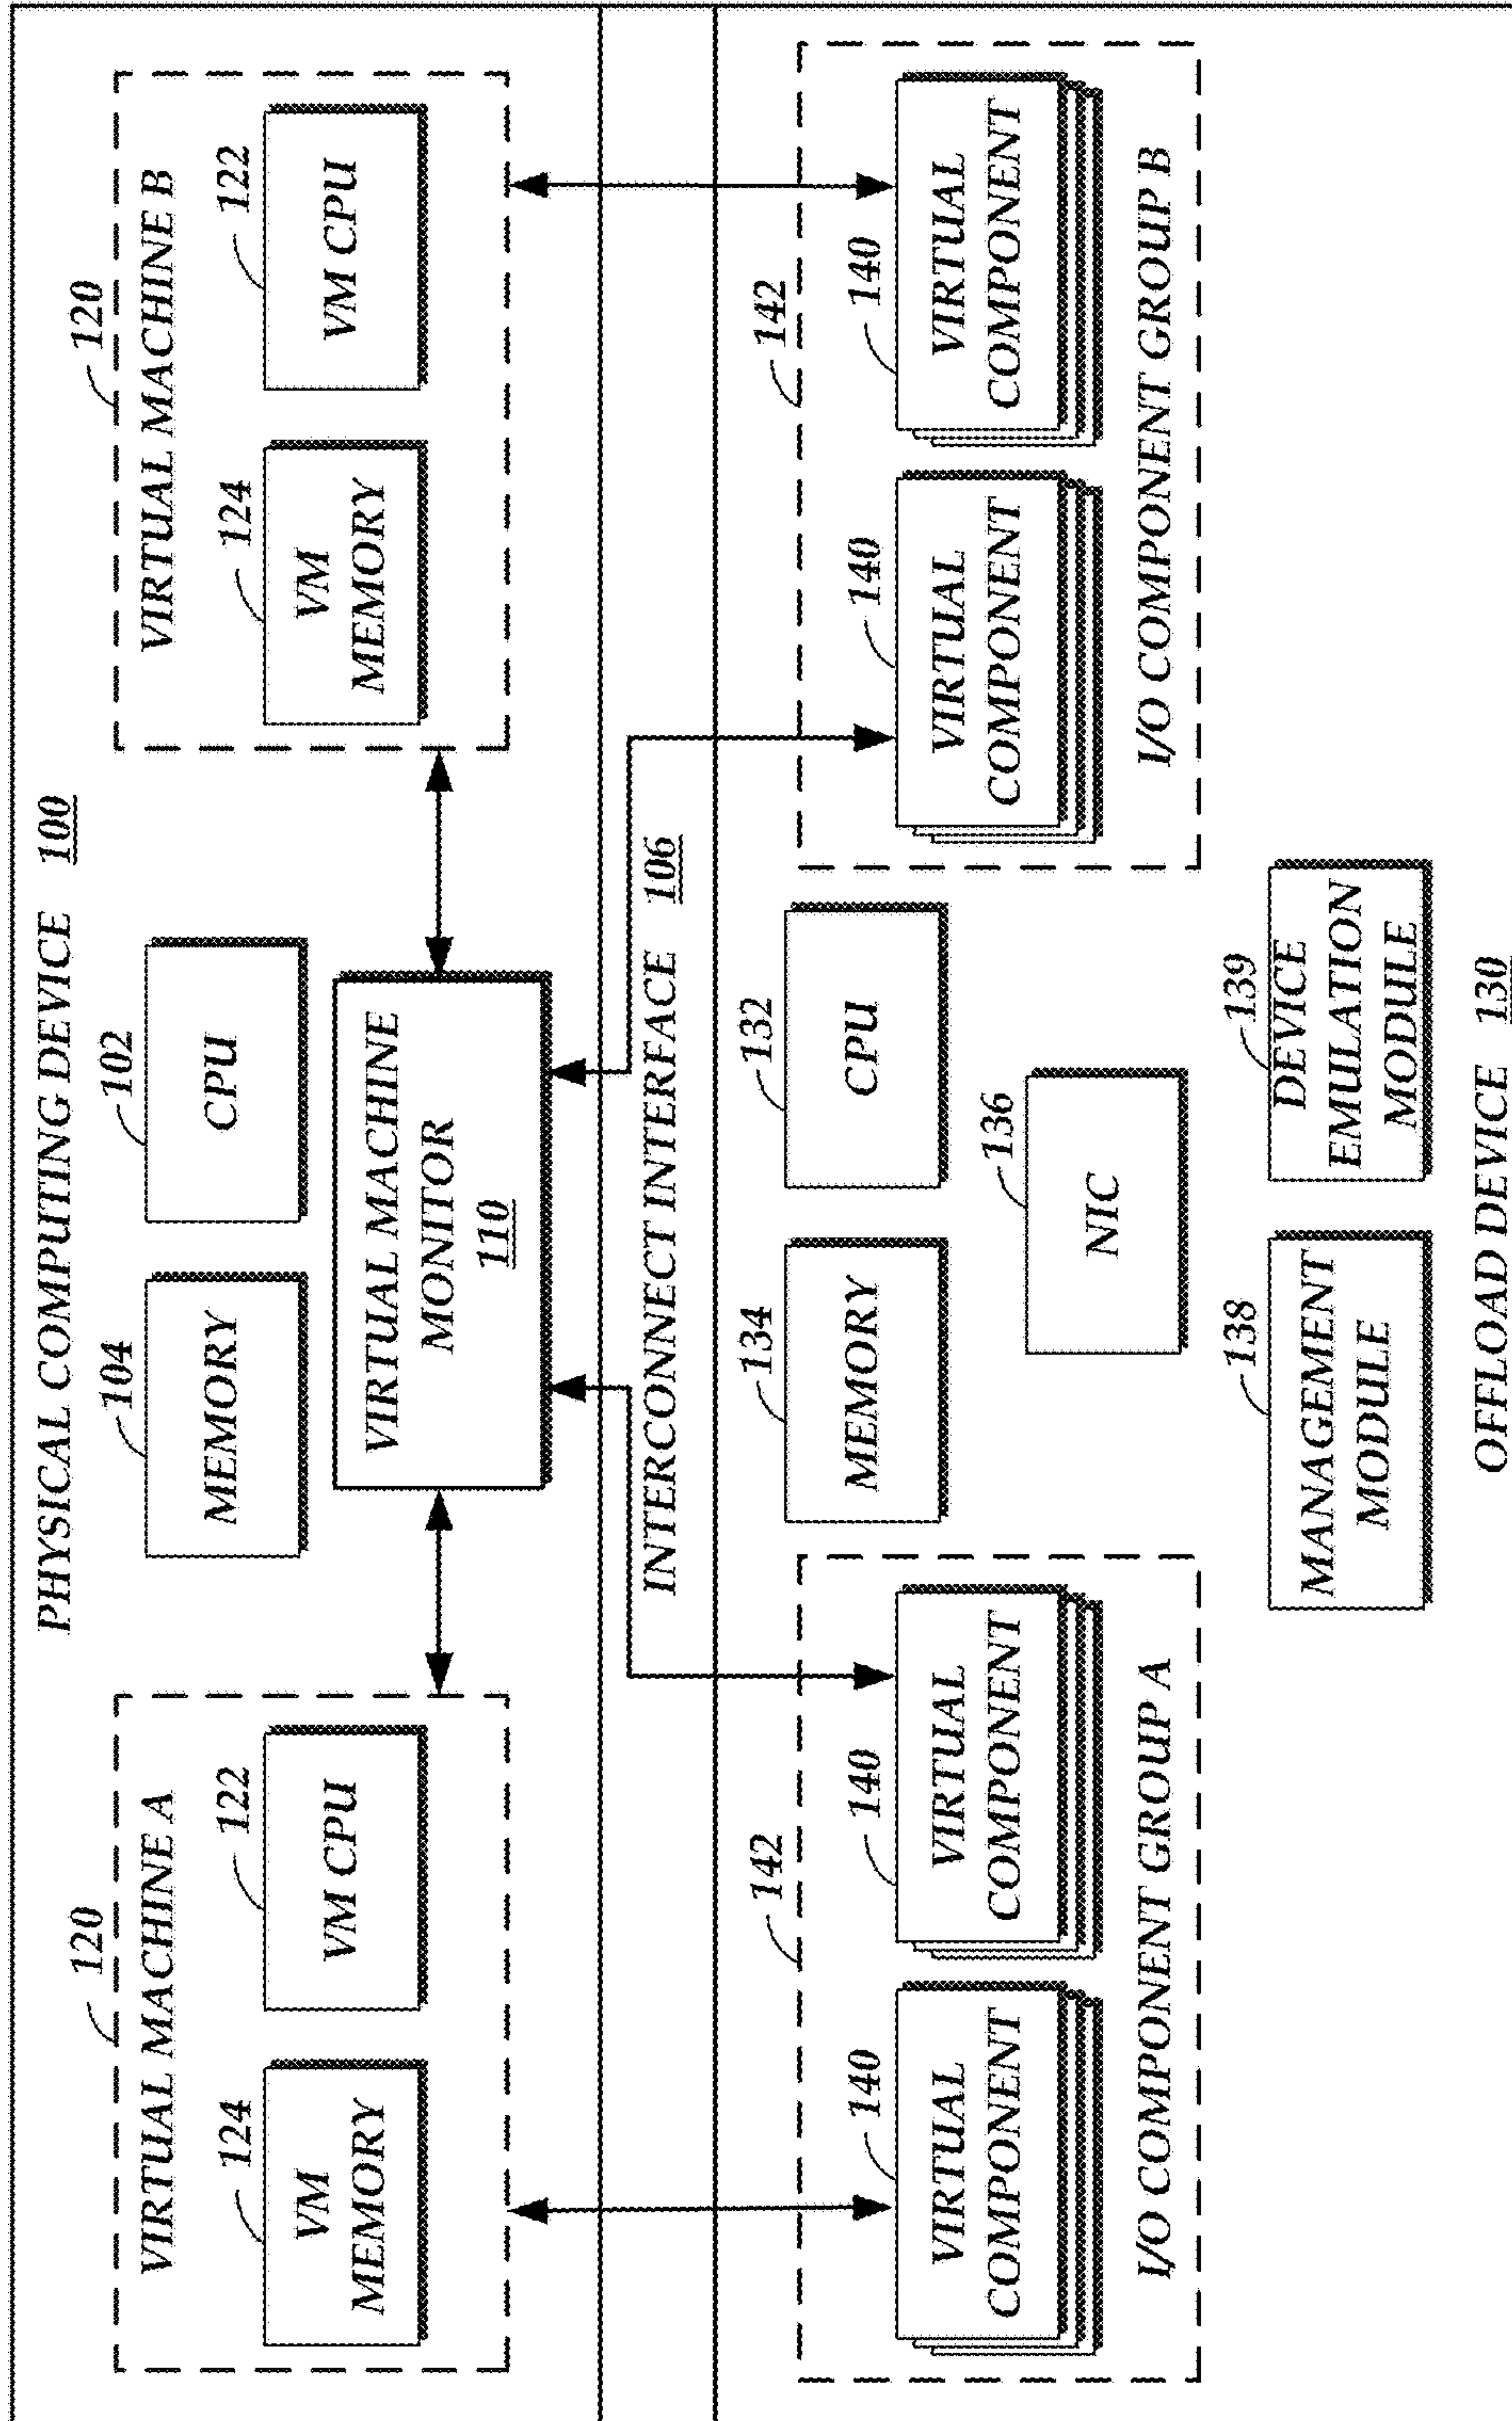 PHYSICAL COMPUTING DEVICE 100
120
VIRTUAL MACHINE A
124
VM
MEMORY
122
VM CPU
104
MEMORY
102
CPU
VIRTUAL MACHINE
MONITOR
110
120
VIRTUAL MACHINE B
124
VM
MEMORY
122
VM CPU
INTERCONNECT INTERFACE 106
142
140
VIRTUAL
COMPONENT
140
VIRTUAL
COMPONENT
I/O COMPONENT GROUP A
134
MEMORY
132
CPU
136
NIC
138
MANAGEMENT
MODULE
139
DEVICE
EMULATION
MODULE
142
140
VIRTUAL
COMPONENT
140
VIRTUAL
COMPONENT
I/O COMPONENT GROUP B
OFFLOAD DEVICE 130